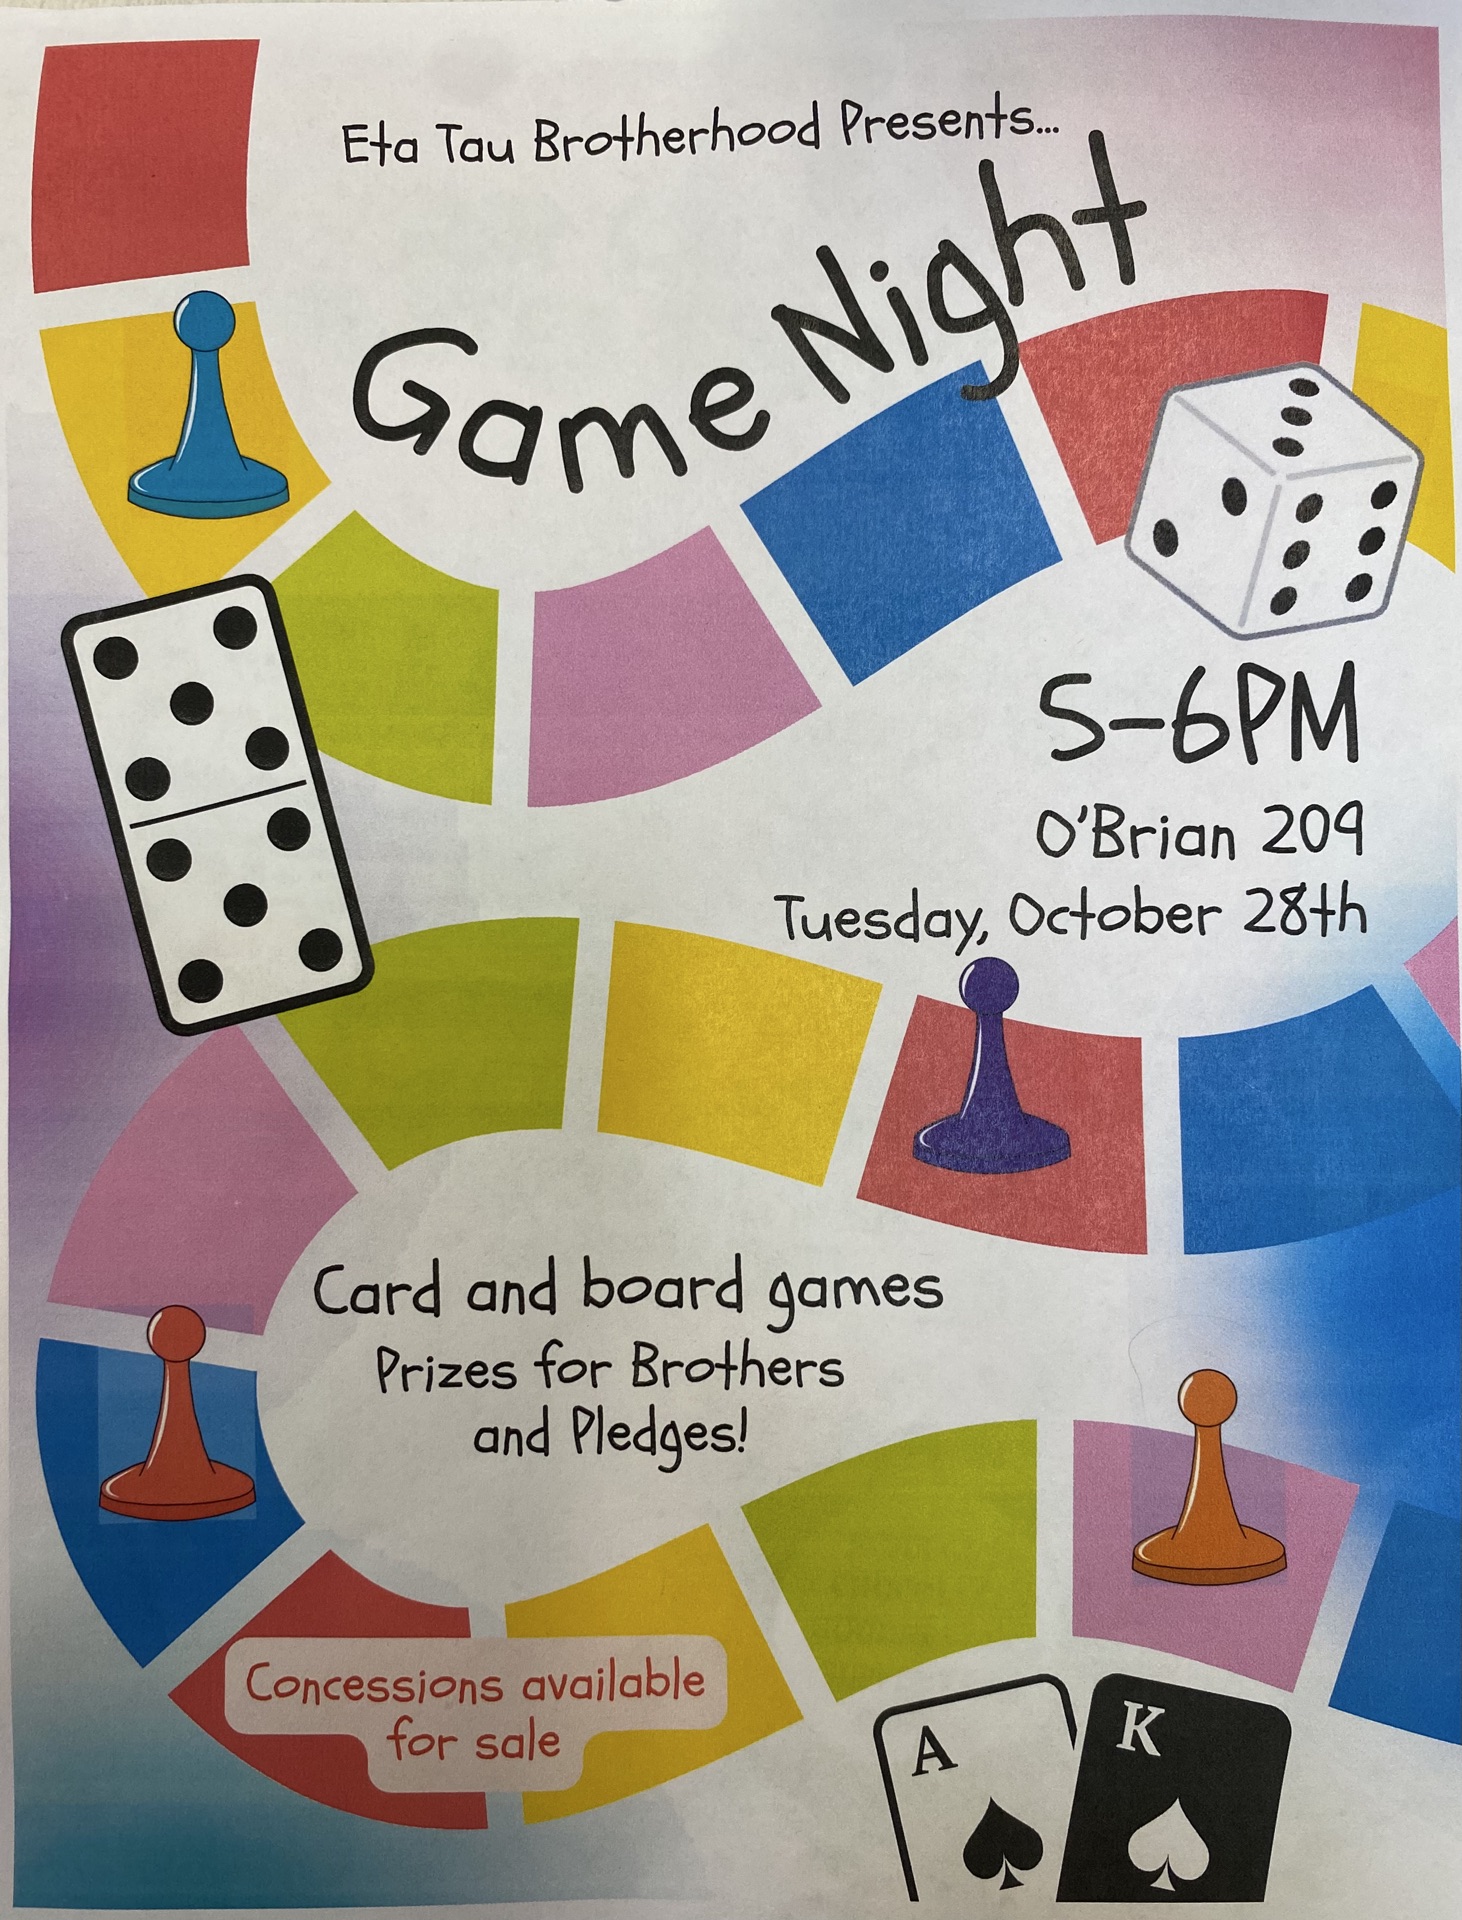 Eta Tau Brotherhood Presents...
Game Night
5-6PM
O'Brian 209
Tuesday, October 28th
Card and board games
Prizes for Brothers
and Pledges!
Concessions available
for sale
A
K